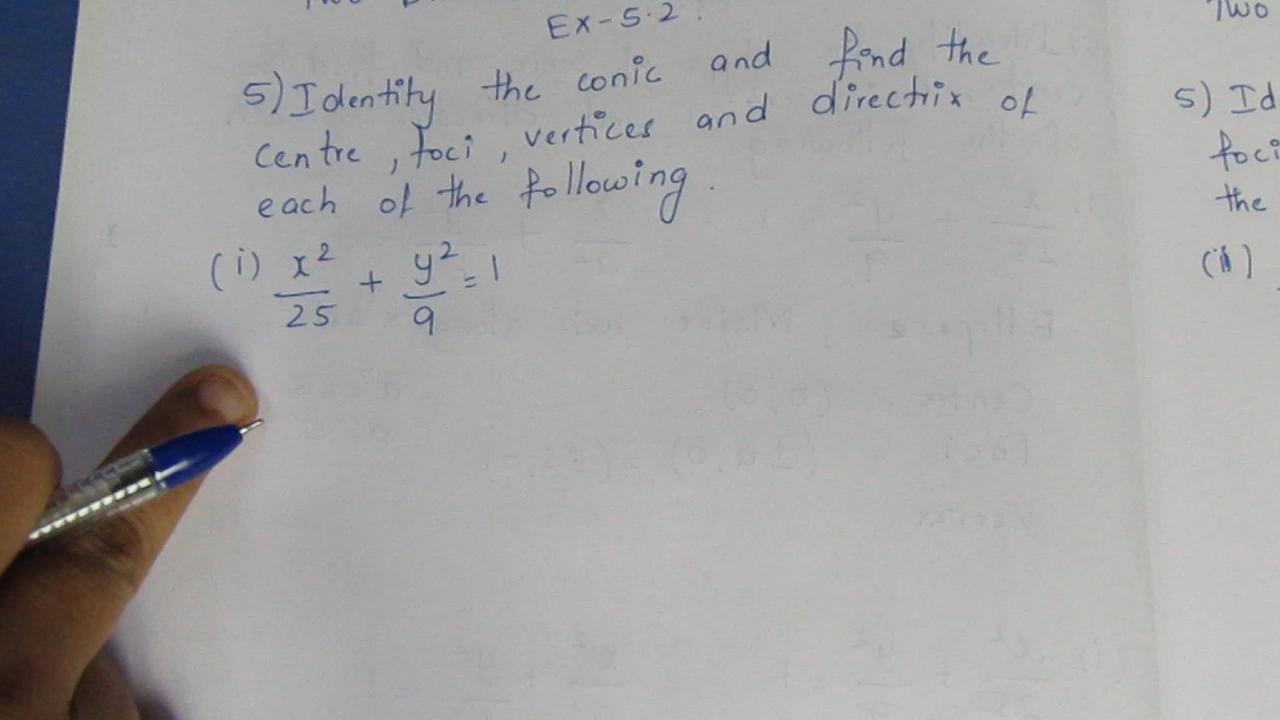 Ex-5.2.
5) Identify the conic and find the
centre, foci, vertices and directrix of
each of the following.
(i) x²/25 + y²/9 = 1
Two
5) Id
foci
the
(ii)